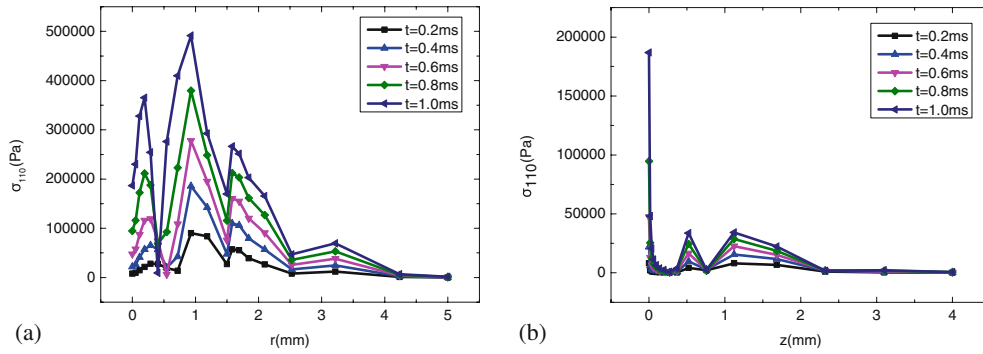 500000
400000
300000
200000
100000
0
σ110(Pa)
0 1 2 3 4 5
r(mm)
t=0.2ms
t=0.4ms
t=0.6ms
t=0.8ms
t=1.0ms
(a)
200000
150000
100000
50000
0
σ110(Pa)
-1 0 1 2 3 4 5
z(mm)
t=0.2ms
t=0.4ms
t=0.6ms
t=0.8ms
t=1.0ms
(b)